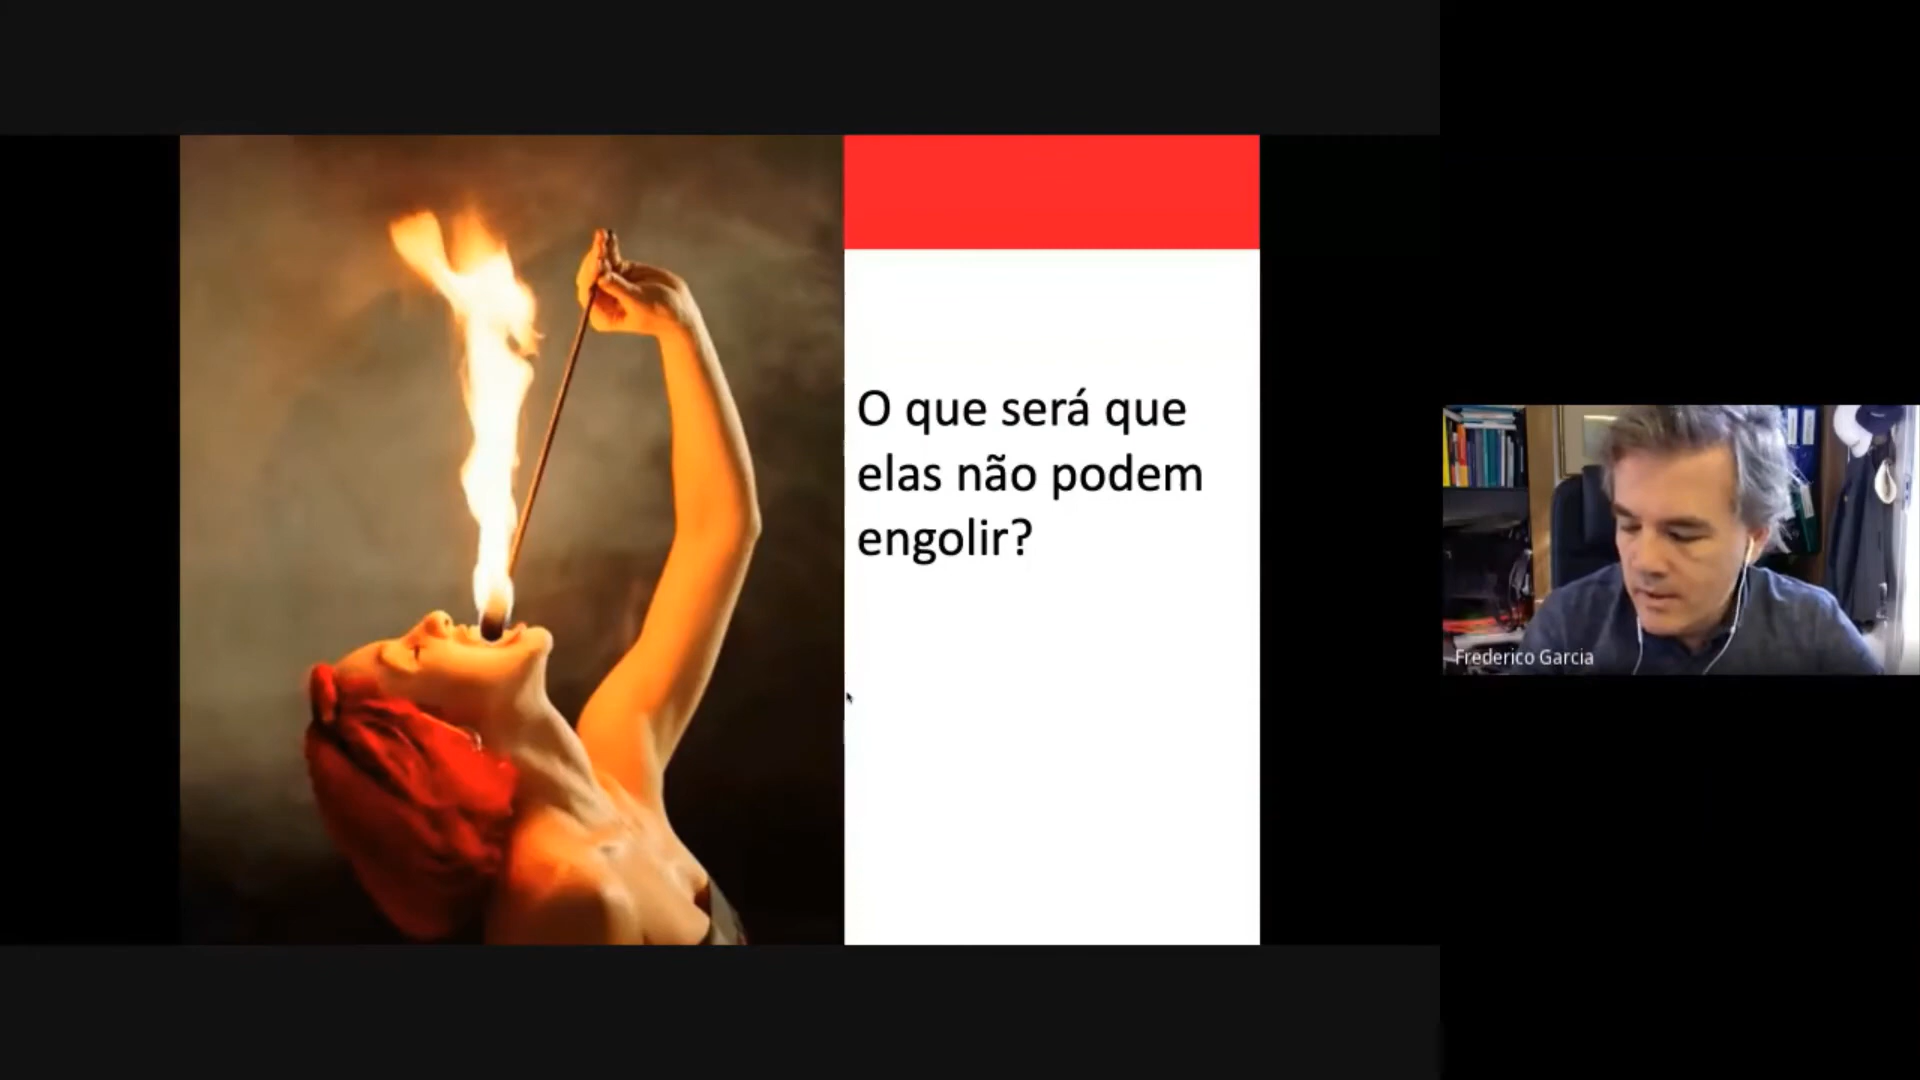 O que será que
elas não podem
engolir?
Frederico Garcia